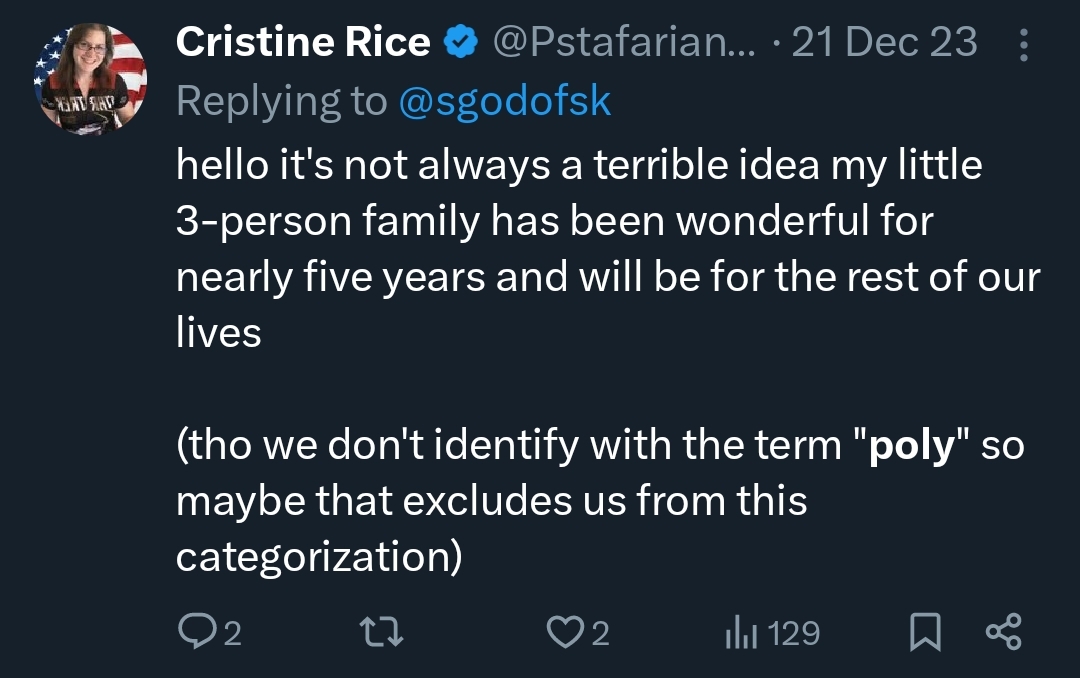 Cristine Rice @Pstafarian... · 21 Dec 23
Replying to @sgodofsk
hello it's not always a terrible idea my little
3-person family has been wonderful for
nearly five years and will be for the rest of our
lives
(tho we don't identify with the term "poly" so
maybe that excludes us from this
categorization)
2 2 129